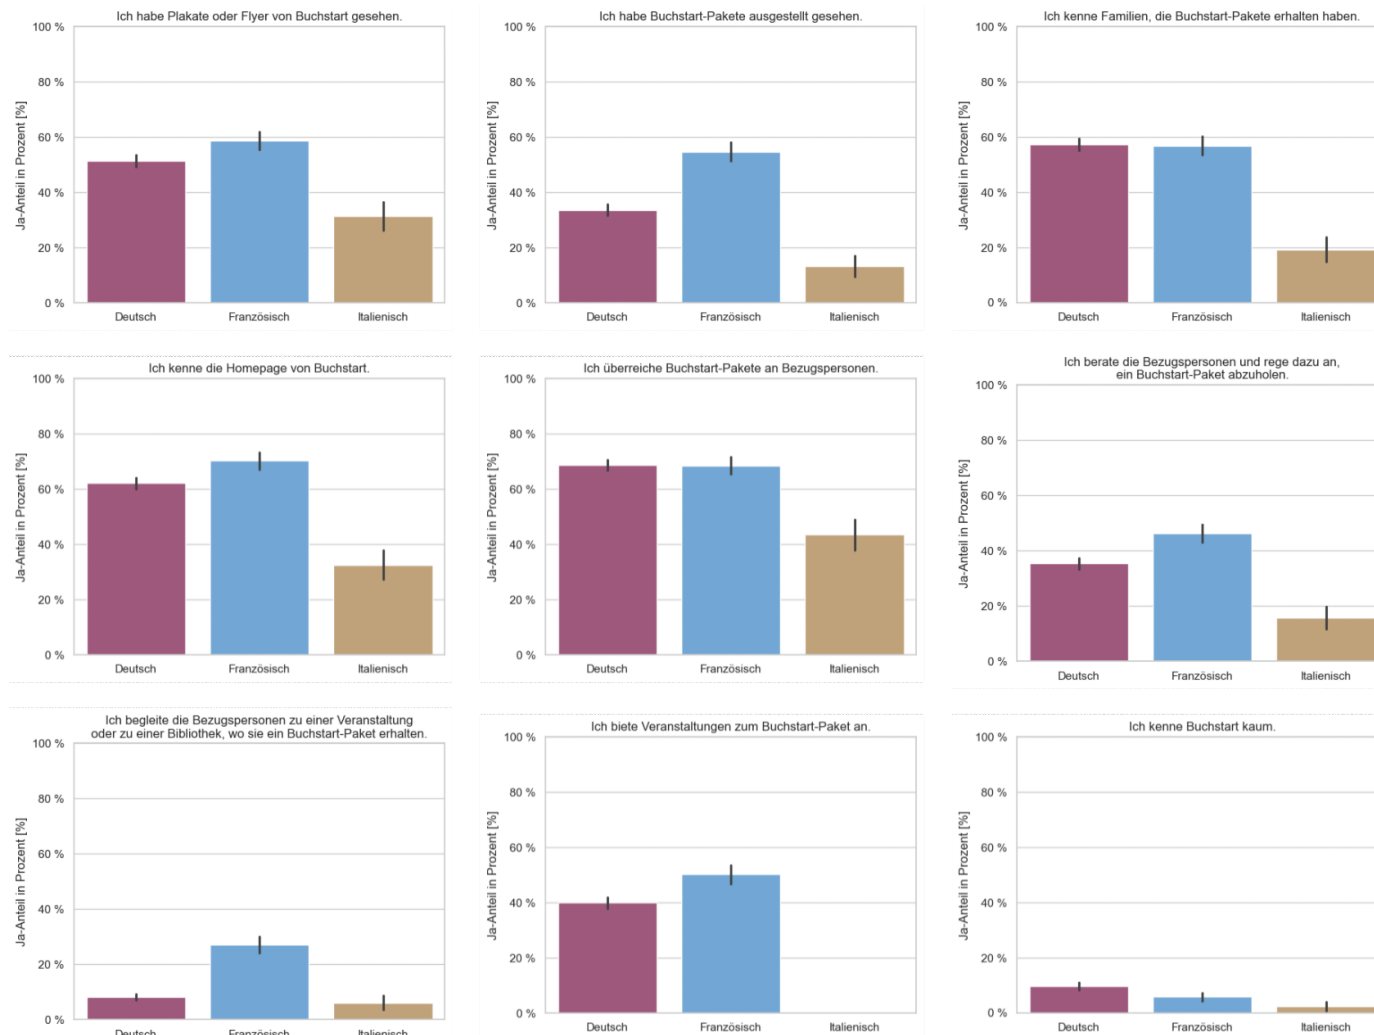 Ich habe Plakate oder Flyer von Buchstart gesehen.
100 %
80 %
60 %
40 %
20 %
0 %
Ja-Anteil in Prozent [%]
Deutsch
Französisch
Italienisch
Ich habe Buchstart-Pakete ausgestellt gesehen.
100 %
80 %
60 %
40 %
20 %
0 %
Ja-Anteil in Prozent [%]
Deutsch
Französisch
Italienisch
Ich kenne Familien, die Buchstart-Pakete erhalten haben.
100 %
80 %
60 %
40 %
20 %
0 %
Ja-Anteil in Prozent [%]
Deutsch
Französisch
Italienisch
Ich kenne die Homepage von Buchstart.
100 %
80 %
60 %
40 %
20 %
0 %
Ja-Anteil in Prozent [%]
Deutsch
Französisch
Italienisch
Ich überreiche Buchstart-Pakete an Bezugspersonen.
100 %
80 %
60 %
40 %
20 %
0 %
Ja-Anteil in Prozent [%]
Deutsch
Französisch
Italienisch
Ich berate die Bezugspersonen und rege dazu an,
ein Buchstart-Paket abzuholen.
100 %
80 %
60 %
40 %
20 %
0 %
Ja-Anteil in Prozent [%]
Deutsch
Französisch
Italienisch
Ich begleite die Bezugspersonen zu einer Veranstaltung
oder zu einer Bibliothek, wo sie ein Buchstart-Paket erhalten.
100 %
80 %
60 %
40 %
20 %
0 %
Ja-Anteil in Prozent [%]
Deutsch
Französisch
Italienisch
Ich biete Veranstaltungen zum Buchstart-Paket an.
100 %
80 %
60 %
40 %
20 %
0 %
Ja-Anteil in Prozent [%]
Deutsch
Französisch
Italienisch
Ich kenne Buchstart kaum.
100 %
80 %
60 %
40 %
20 %
0 %
Ja-Anteil in Prozent [%]
Deutsch
Französisch
Italienisch